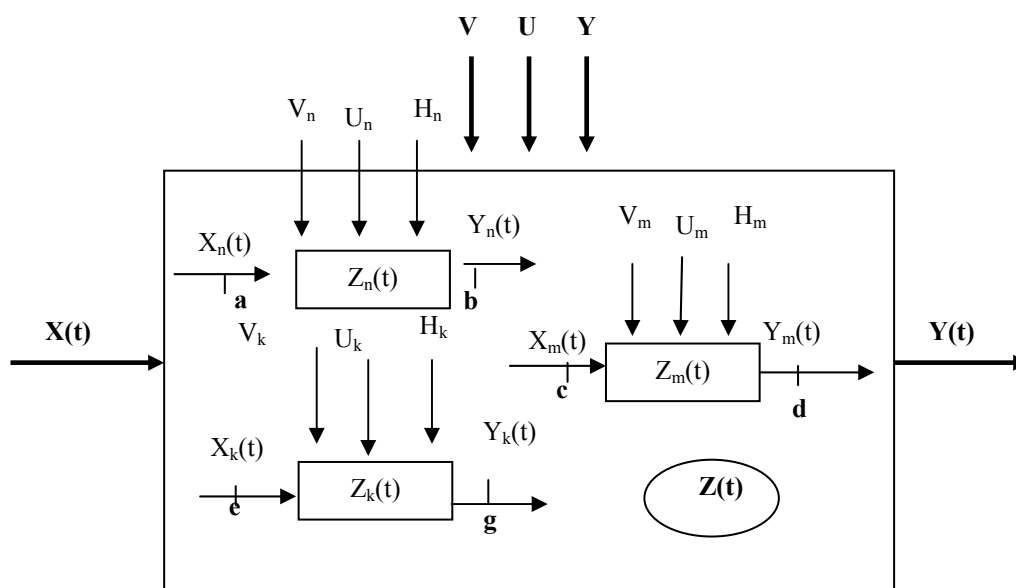 V U Y
Vₙ Uₙ Hₙ
Xₙ(t) Zₙ(t) Yₙ(t)
a b
Vₘ Uₘ Hₘ
X(t)
Vₖ Uₖ Hₖ
Xₘ(t) Zₘ(t) Yₘ(t)
c d
Y(t)
Xₖ(t) Zₖ(t) Yₖ(t)
e g
Z(t)